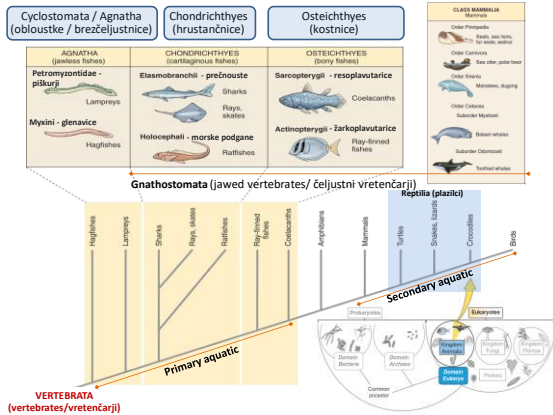 Cyclostomata / Agnatha
(obloustke / brezčeljustnice)
Chondrichthyes
(hrustančnice)
Osteichthyes
(kostnice)
CLASS MAMMALIA
Mammals
Order Pinnipedia
Seals, sea lions,
fur seals, walrus
Order Carnivora
Sea otter, polar bear
Order Sirenia
Manatees, dugong
Order Cetacea
Suborder Mysticeti
Baleen whales
Suborder Odontoceti
Toothed whales
AGNATHA
(jawless fishes)
CHONDRICHTHYES
(cartilaginous fishes)
OSTEICHTHYES
(bony fishes)
Petromyzontidae -
piškurji
Lampreys
Myxini - glenavice
Hagfishes
Elasmobranchii - prečnouste
Sharks
Rays,
skates
Holocephali - morske podgane
Ratfishes
Sarcopterygii - resoplavutarice
Coelacanths
Actinopterygii - žarkoplavutarice
Ray-finned
fishes
Gnathostomata (jawed vertebrates/ čeljustni vretenčarji)
Reptilia (plazilci)
Hagfishes
Lampreys
Sharks
Rays, skates
Ratfishes
Ray-finned
fishes
Coelacanths
Amphibians
Mammals
Turtles
Snakes, lizards
Crocodiles
Birds
Secondary aquatic
Primary aquatic
Prokaryotes
Eukaryotes
Domain
Bacteria
Domain
Archaea
Kingdom
Animalia
Kingdom
Fungi
Kingdom
Plantae
Domain
Eukarya
Protists
Common
ancestor
VERTEBRATA
(vertebrates/vretenčarji)